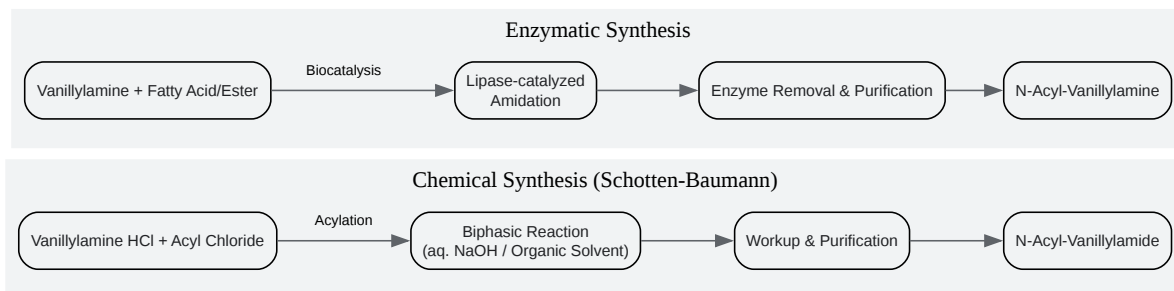 Enzymatic Synthesis
Vanillylamine + Fatty Acid/Ester
Biocatalysis
Lipase-catalyzed
Amidation
Enzyme Removal & Purification
N-Acyl-Vanillylamine
Chemical Synthesis (Schotten-Baumann)
Vanillylamine HCl + Acyl Chloride
Acylation
Biphasic Reaction
(aq. NaOH / Organic Solvent)
Workup & Purification
N-Acyl-Vanillylamide